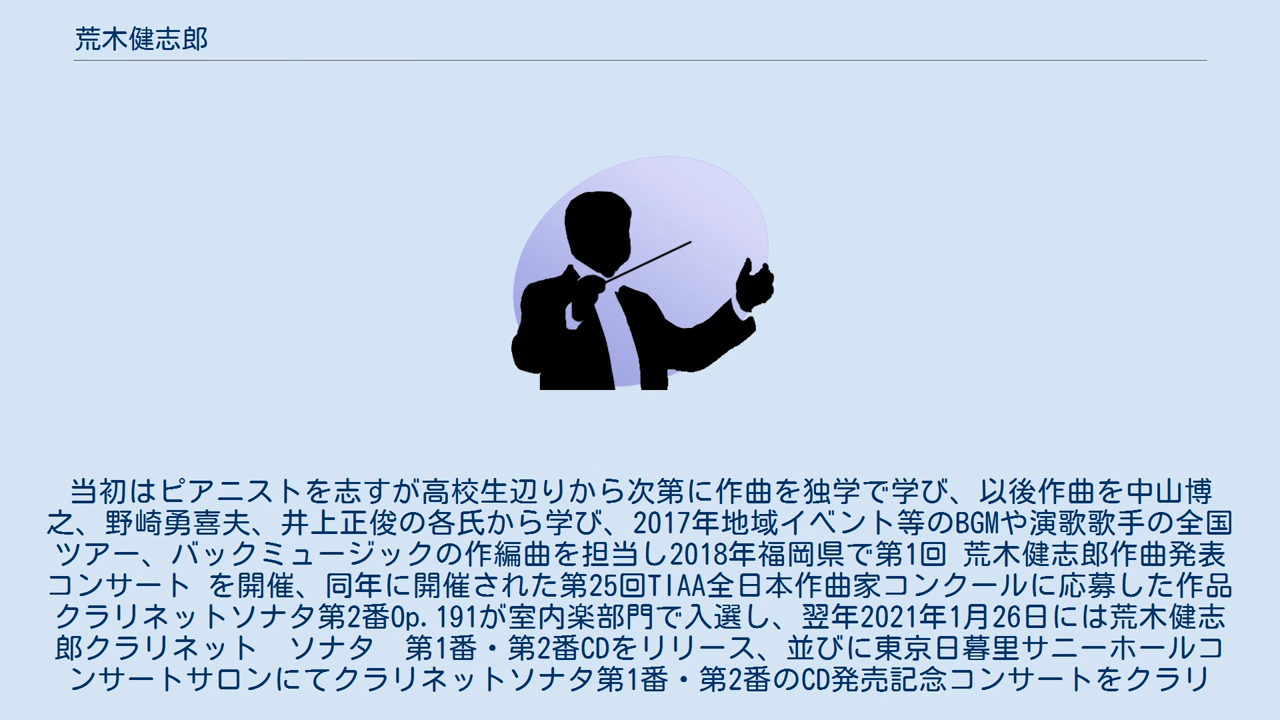 荒木健志郎
当初はピアニストを志すが高校生辺りから次第に作曲を独学で学び、以後作曲を中山博
之、野崎勇喜夫、井上正俊の各氏から学び、2017年地域イベント等のBGMや演歌歌手の全国
ツアー、バックミュージックの作編曲を担当し2018年福岡県で第1回 荒木健志郎作曲発表
コンサート を開催、同年に開催された第25回TIAA全日本作曲家コンクールに応募した作品
クラリネットソナタ第2番Op.191が室内楽部門で入選し、翌年2021年1月26日には荒木健志
郎クラリネット　ソナタ　第1番・第2番CDをリリース、並びに東京日暮里サニーホールコ
ンサートサロンにてクラリネットソナタ第1番・第2番のCD発売記念コンサートをクラリ